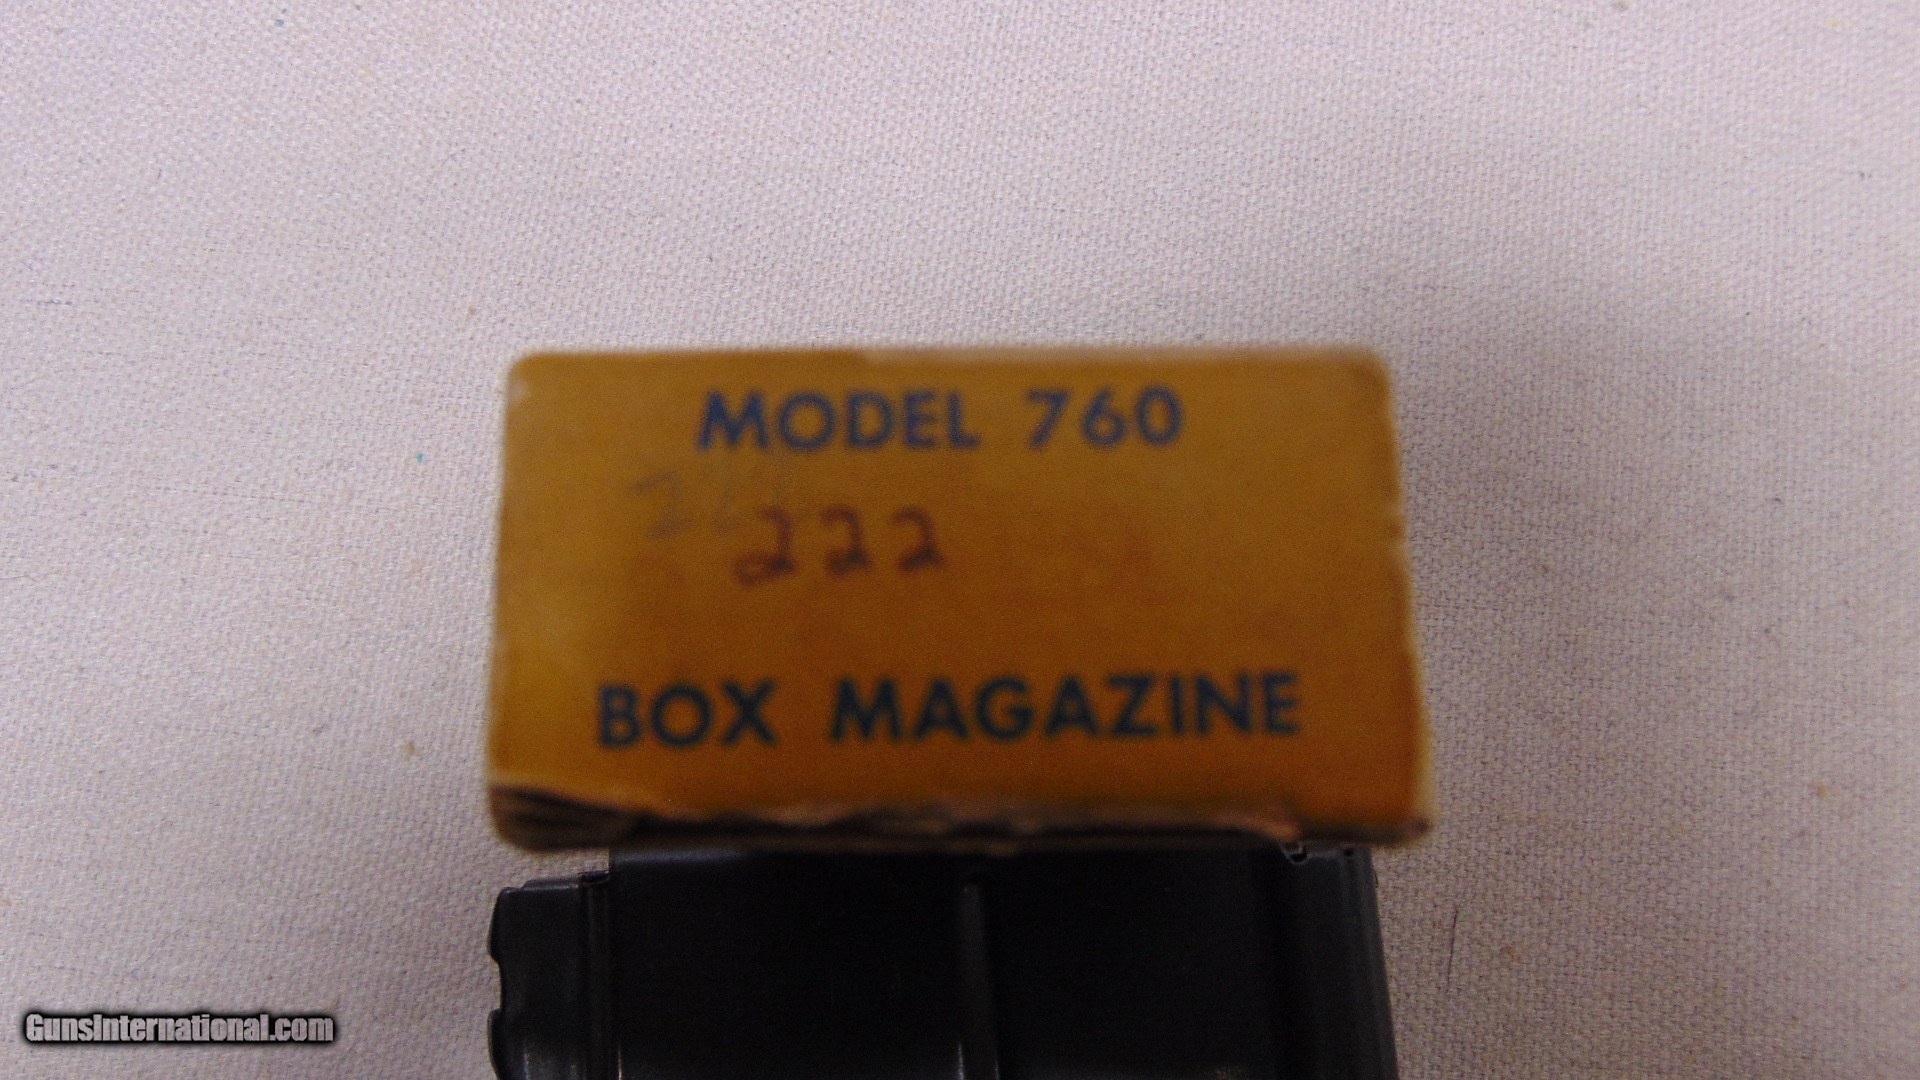 MODEL 760
222
BOX MAGAZINE
GunsInternational.com